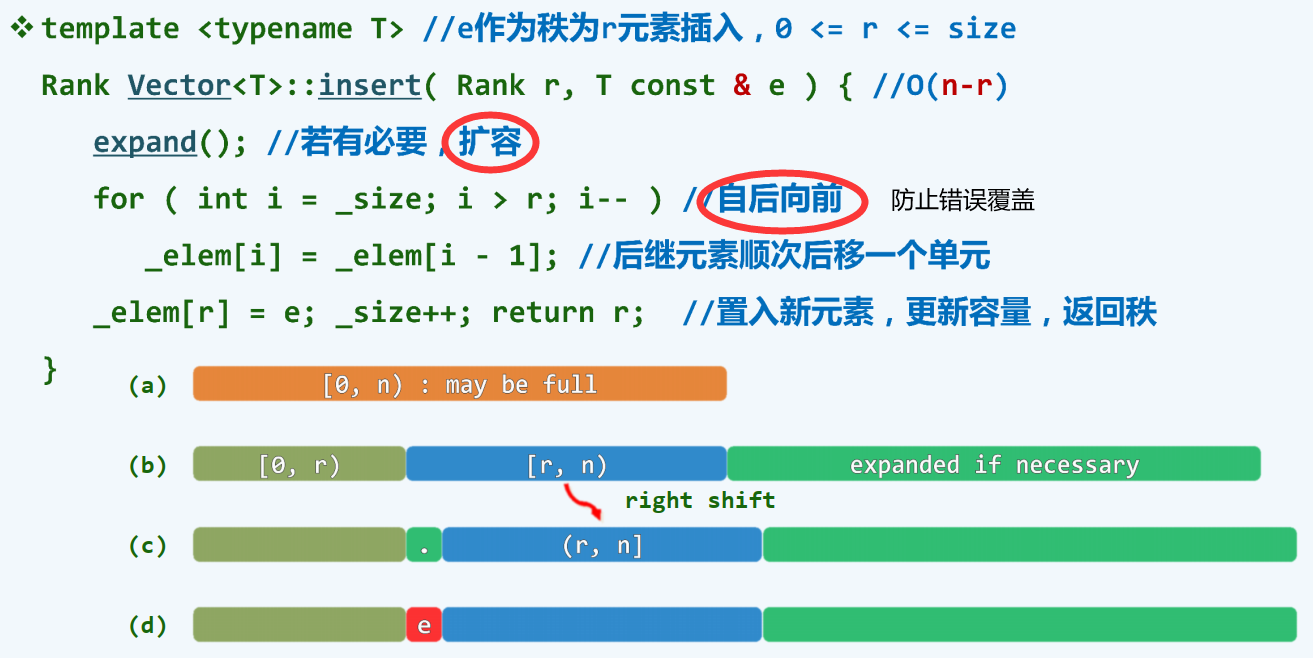 ❖template <typename T> //e作为秩为r元素插入，0 <= r <= size
Rank Vector<T>::insert( Rank r, T const & e ) { //O(n-r)
expand(); //若有必要，扩容
for ( int i = _size; i > r; i-- ) //自后向前 防止错误覆盖
_elem[i] = _elem[i - 1]; //后继元素顺次后移一个单元
_elem[r] = e; _size++; return r; //置入新元素，更新容量，返回秩
}
(a) [0, n) : may be full
(b) [0, r) [r, n) expanded if necessary
right shift
(c) . (r, n]
(d) e